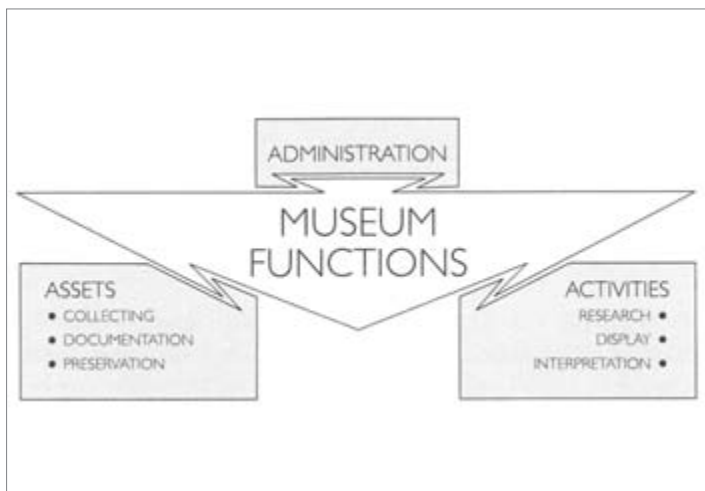 ADMINISTRATION
MUSEUM
FUNCTIONS
ASSETS
• COLLECTING
• DOCUMENTATION
• PRESERVATION
ACTIVITIES
RESEARCH •
DISPLAY •
INTERPRETATION •